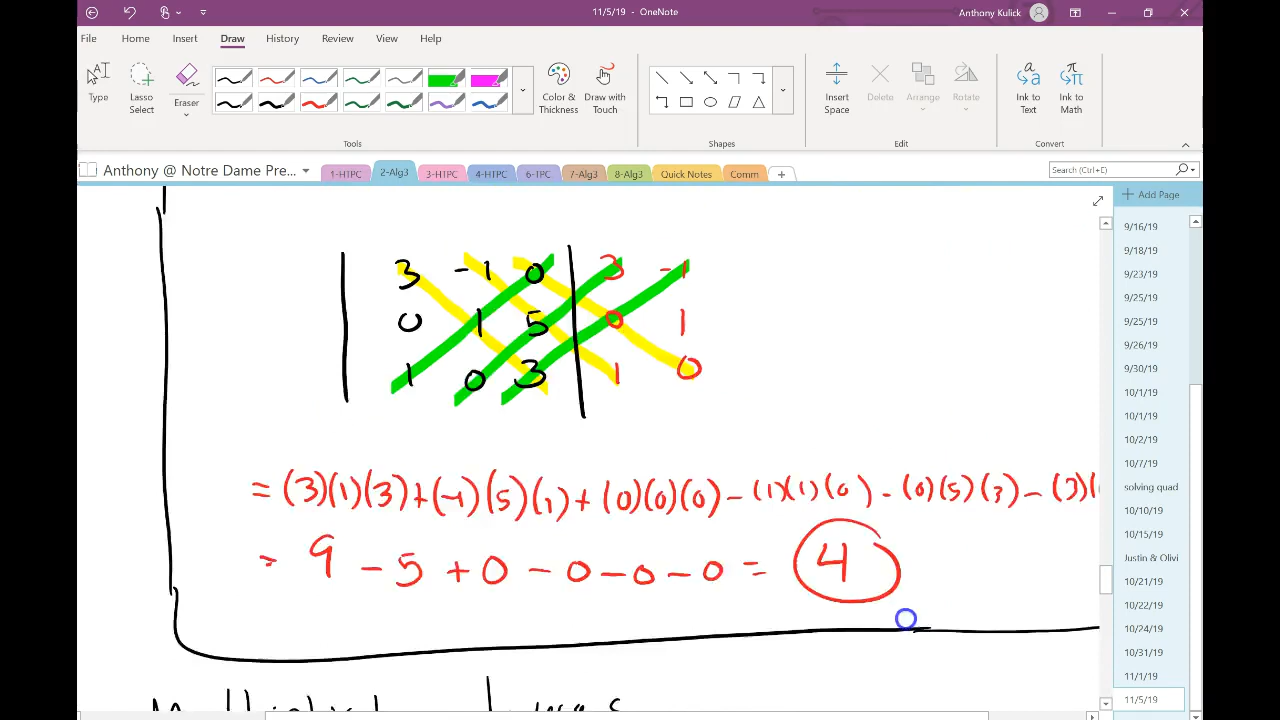 11/5/19 - OneNote
Anthony Kulick
File Home Insert Draw History Review View Help
Type
Lasso Select
Eraser
Color & Thickness
Draw with Touch
Insert Space
Delete
Arrange
Rotate
Ink to Text
Ink to Math
Tools
Shapes
Edit
Convert
Anthony @ Notre Dame Pre...
1-HTPC 2-Alg3 3-HTPC 4-HTPC 6-TPC 7-Alg3 8-Alg3 Quick Notes Comm
Search (Ctrl+E)
Add Page
9/16/19
9/18/19
9/23/19
9/25/19
9/25/19
9/26/19
9/30/19
10/1/19
10/1/19
10/2/19
10/7/19
solving quad
10/10/19
10/15/19
Justin & Olivi
10/21/19
10/22/19
10/24/19
10/31/19
11/1/19
11/5/19
3 -1 0 3 -1
0 1 5 0 1
1 0 3 1 0
= (3)(1)(3)+(-1)(5)(1)+(0)(0)(0)-(1)(1)(0)-(0)(5)(3)-(3)(
= 9 - 5 + 0 - 0 - 0 - 0 = 4